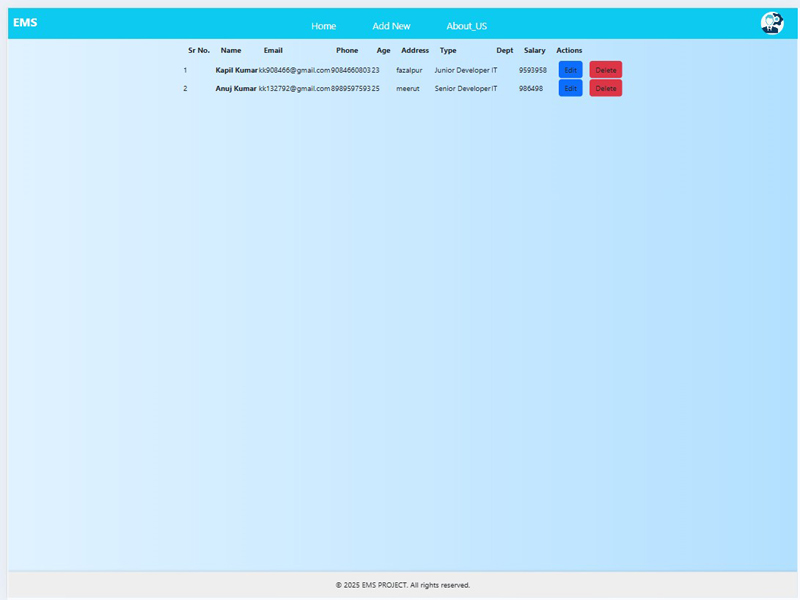 EMS
Home Add New About_US
Sr No. Name Email Phone Age Address Type Dept Salary Actions
1 Kapil Kumar kk908466@gmail.com 9084660803 23 fazalpur Junior Developer IT 9593958 Edit Delete
2 Anuj Kumar kk132792@gmail.com 8989597593 25 meerut Senior Developer IT 986498 Edit Delete
© 2025 EMS PROJECT. All rights reserved.